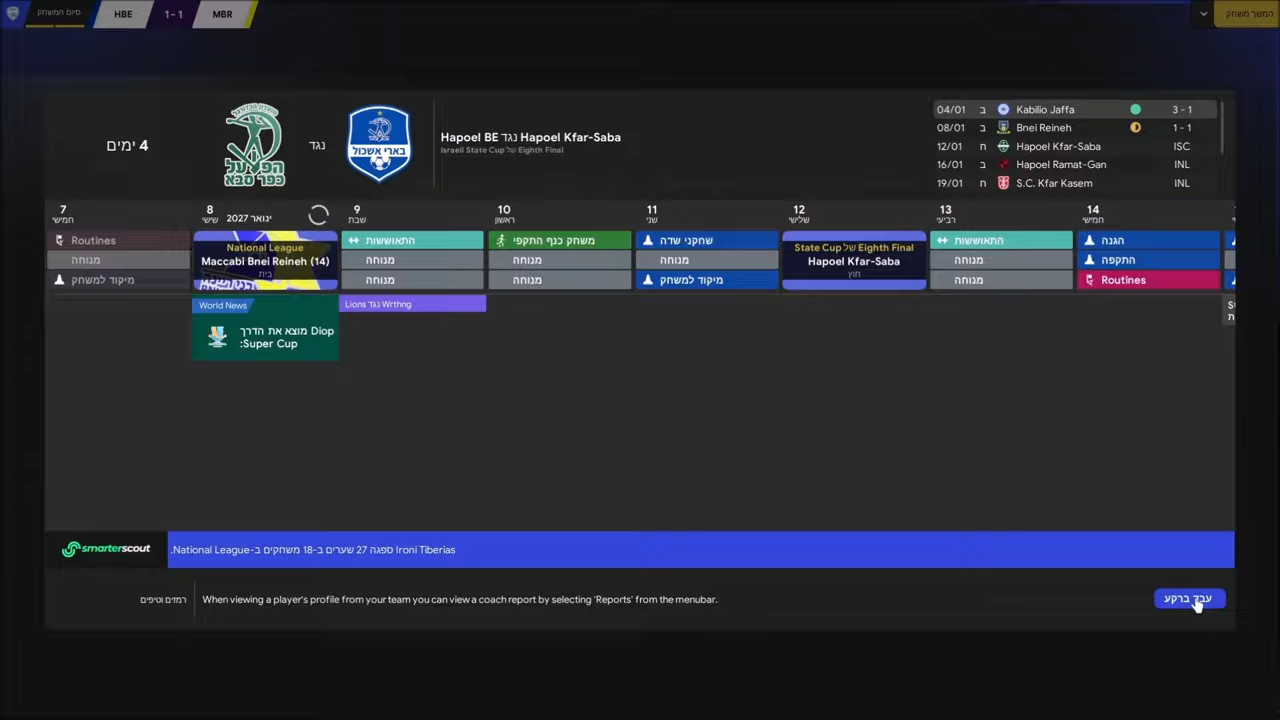 סיום המשחק
HBE
1 - 1
MBR
המשך משחק
4 ימים
הפועל
כפר סבא
נגד
בארי אשכול
Hapoel BE נגד Hapoel Kfar-Saba
Israel State Cup של Eighth Final
04/01 ב Kabilio Jaffa 3 - 1
08/01 ב Bnei Reineh 1 - 1
12/01 ח Hapoel Kfar-Saba ISC
16/01 ב Hapoel Ramat-Gan INL
19/01 ח S.C. Kfar Kasem INL
7
חמישי
8
שישי
ינואר 2027
9
שבת
10
ראשון
11
שני
12
שלישי
13
רביעי
14
חמישי
Routines
מנוחה
מיקוד למשחק
National League
Maccabi Bnei Reineh (14)
בית
World News
Diop מוצא את הדרך
:Super Cup
התאוששות
מנוחה
מנוחה
Lions נגד Wrthng
משחק כנף התקפי
מנוחה
מנוחה
שחקני שדה
מנוחה
מיקוד למשחק
State Cup של Eighth Final
Hapoel Kfar-Saba
חוץ
התאוששות
מנוחה
מנוחה
הגנה
התקפה
Routines
smarterscout
Ironi Tiberias ספגה 27 שערים ב-18 משחקים ב-National League.
רמזים וטיפים
When viewing a player's profile from your team you can view a coach report by selecting 'Reports' from the menubar.
עבד ברקע